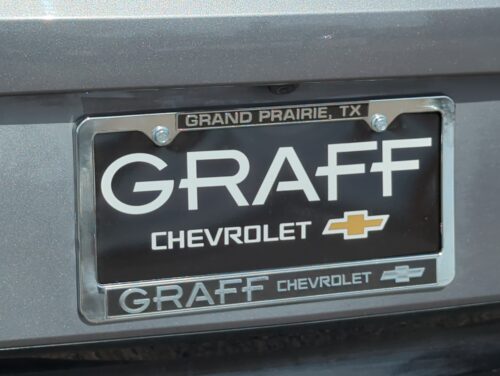 GRAND PRAIRIE, TX
GRAFF
CHEVROLET
GRAFF CHEVROLET